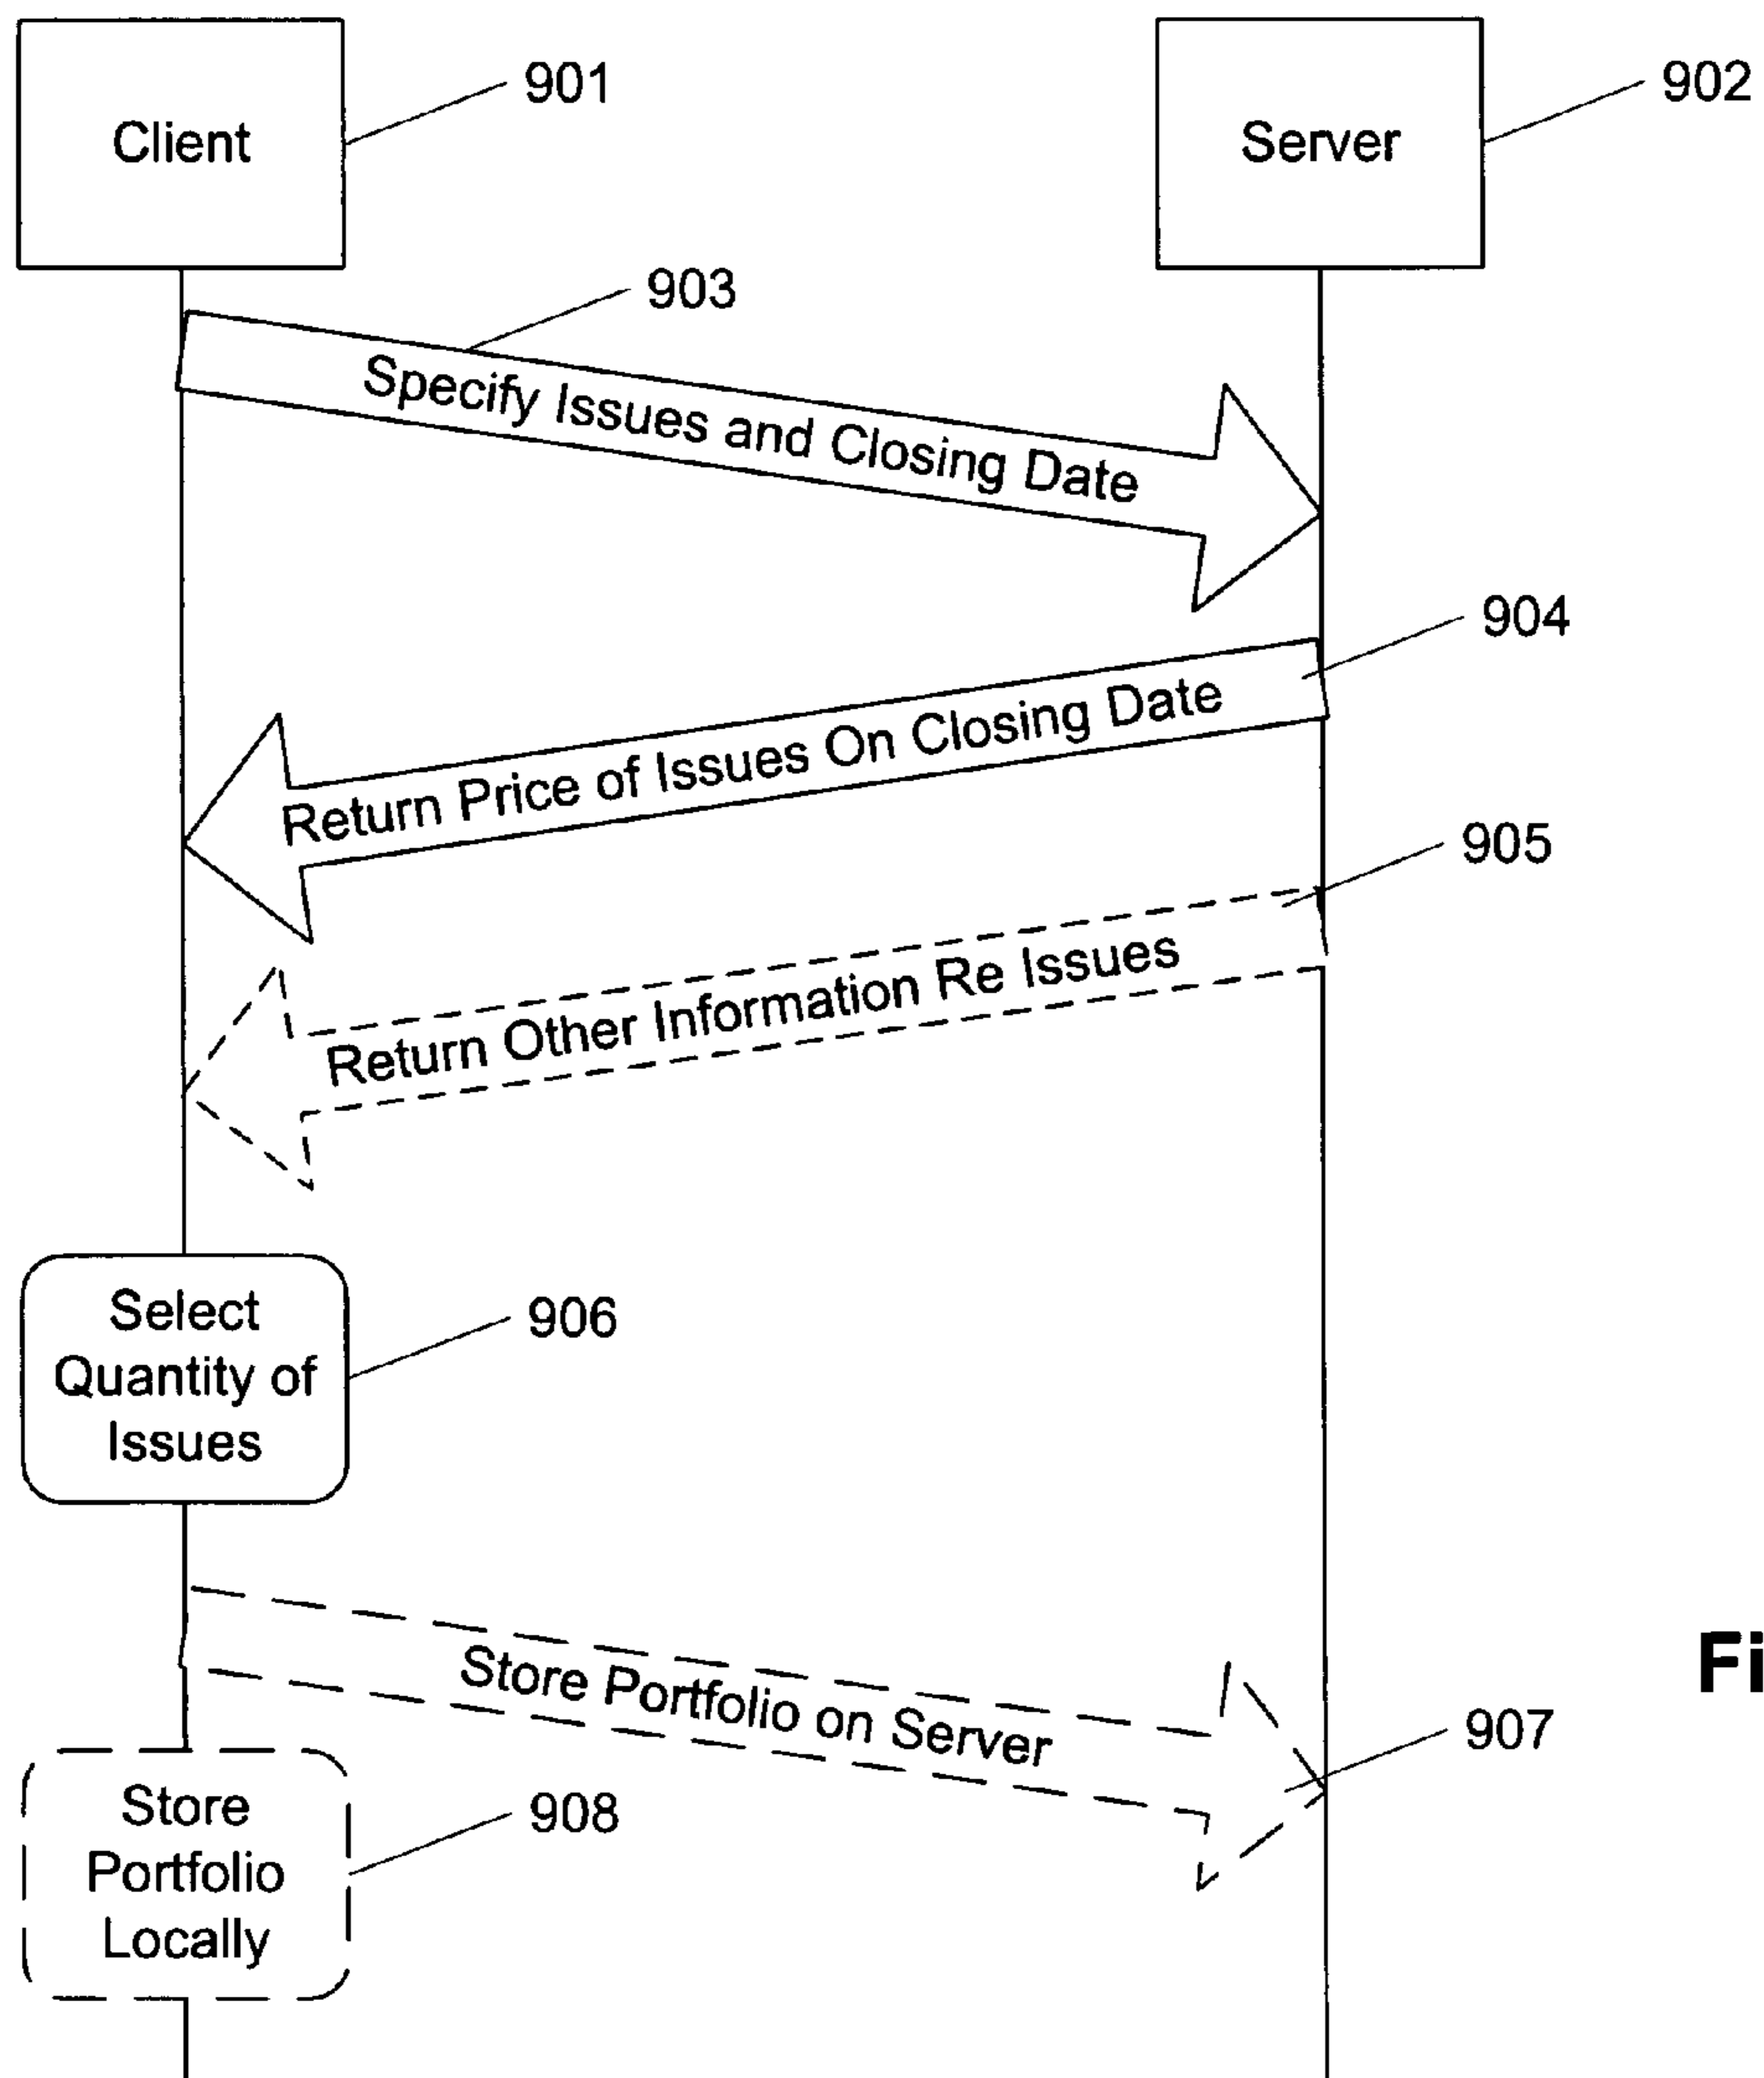 901
902
Client
Server
903
Specify Issues and Closing Date
904
Return Price of Issues On Closing Date
905
Return Other Information Re Issues
Select
Quantity of
Issues
906
Store Portfolio on Server
Fi
907
Store
Portfolio
Locally
908